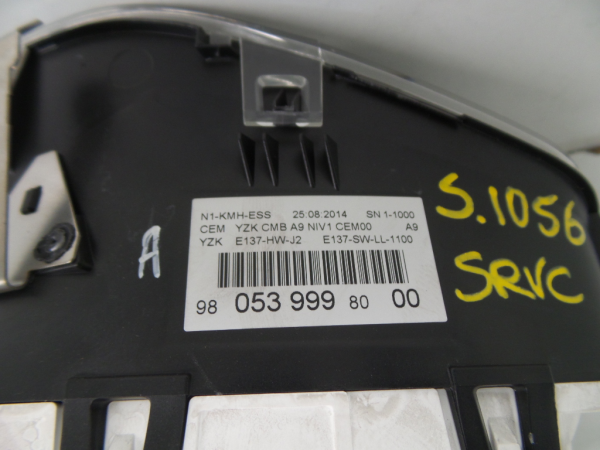 N1-KMH-ESS 25:08:2014 SN 1-1000
CEM YZK CMB A9 NIV1 CEM00 A9
YZK E137-HW-J2 E137-SW-LL-1100
98 053 999 80 00
A
S.1056
SRVC